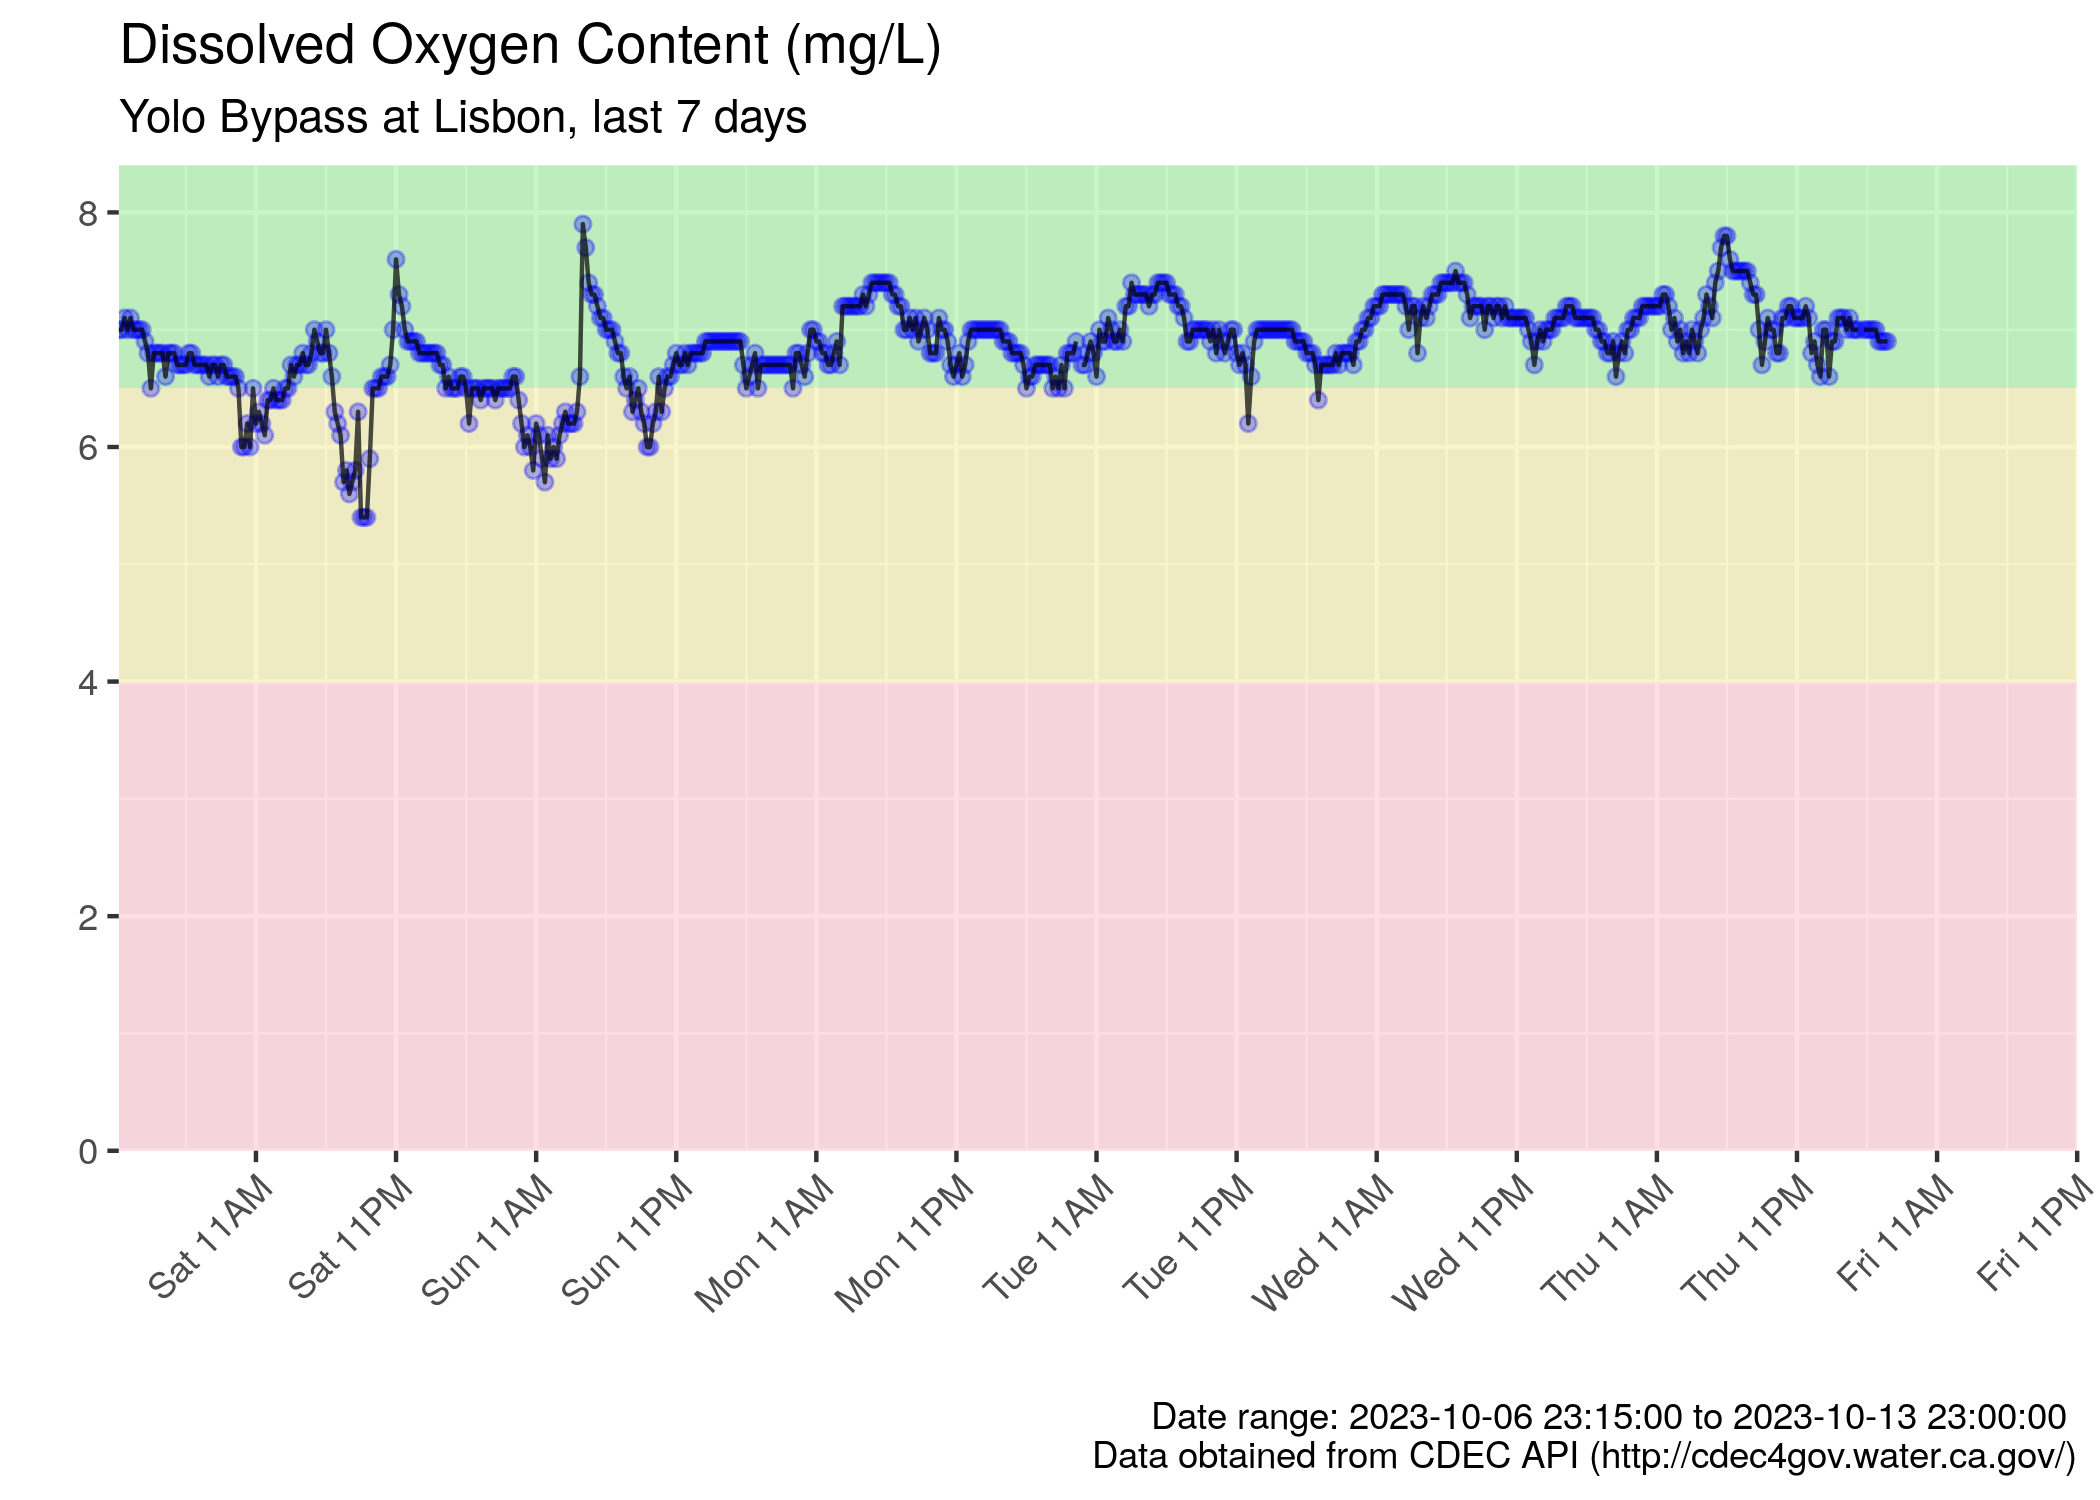 Dissolved Oxygen Content (mg/L)
Yolo Bypass at Lisbon, last 7 days
8
6
4
2
0
Sat 11AM
Sat 11PM
Sun 11AM
Sun 11PM
Mon 11AM
Mon 11PM
Tue 11AM
Tue 11PM
Wed 11AM
Wed 11PM
Thu 11AM
Thu 11PM
Fri 11AM
Fri 11PM
Date range: 2023-10-06 23:15:00 to 2023-10-13 23:00:00
Data obtained from CDEC API (http://cdec4gov.water.ca.gov/)